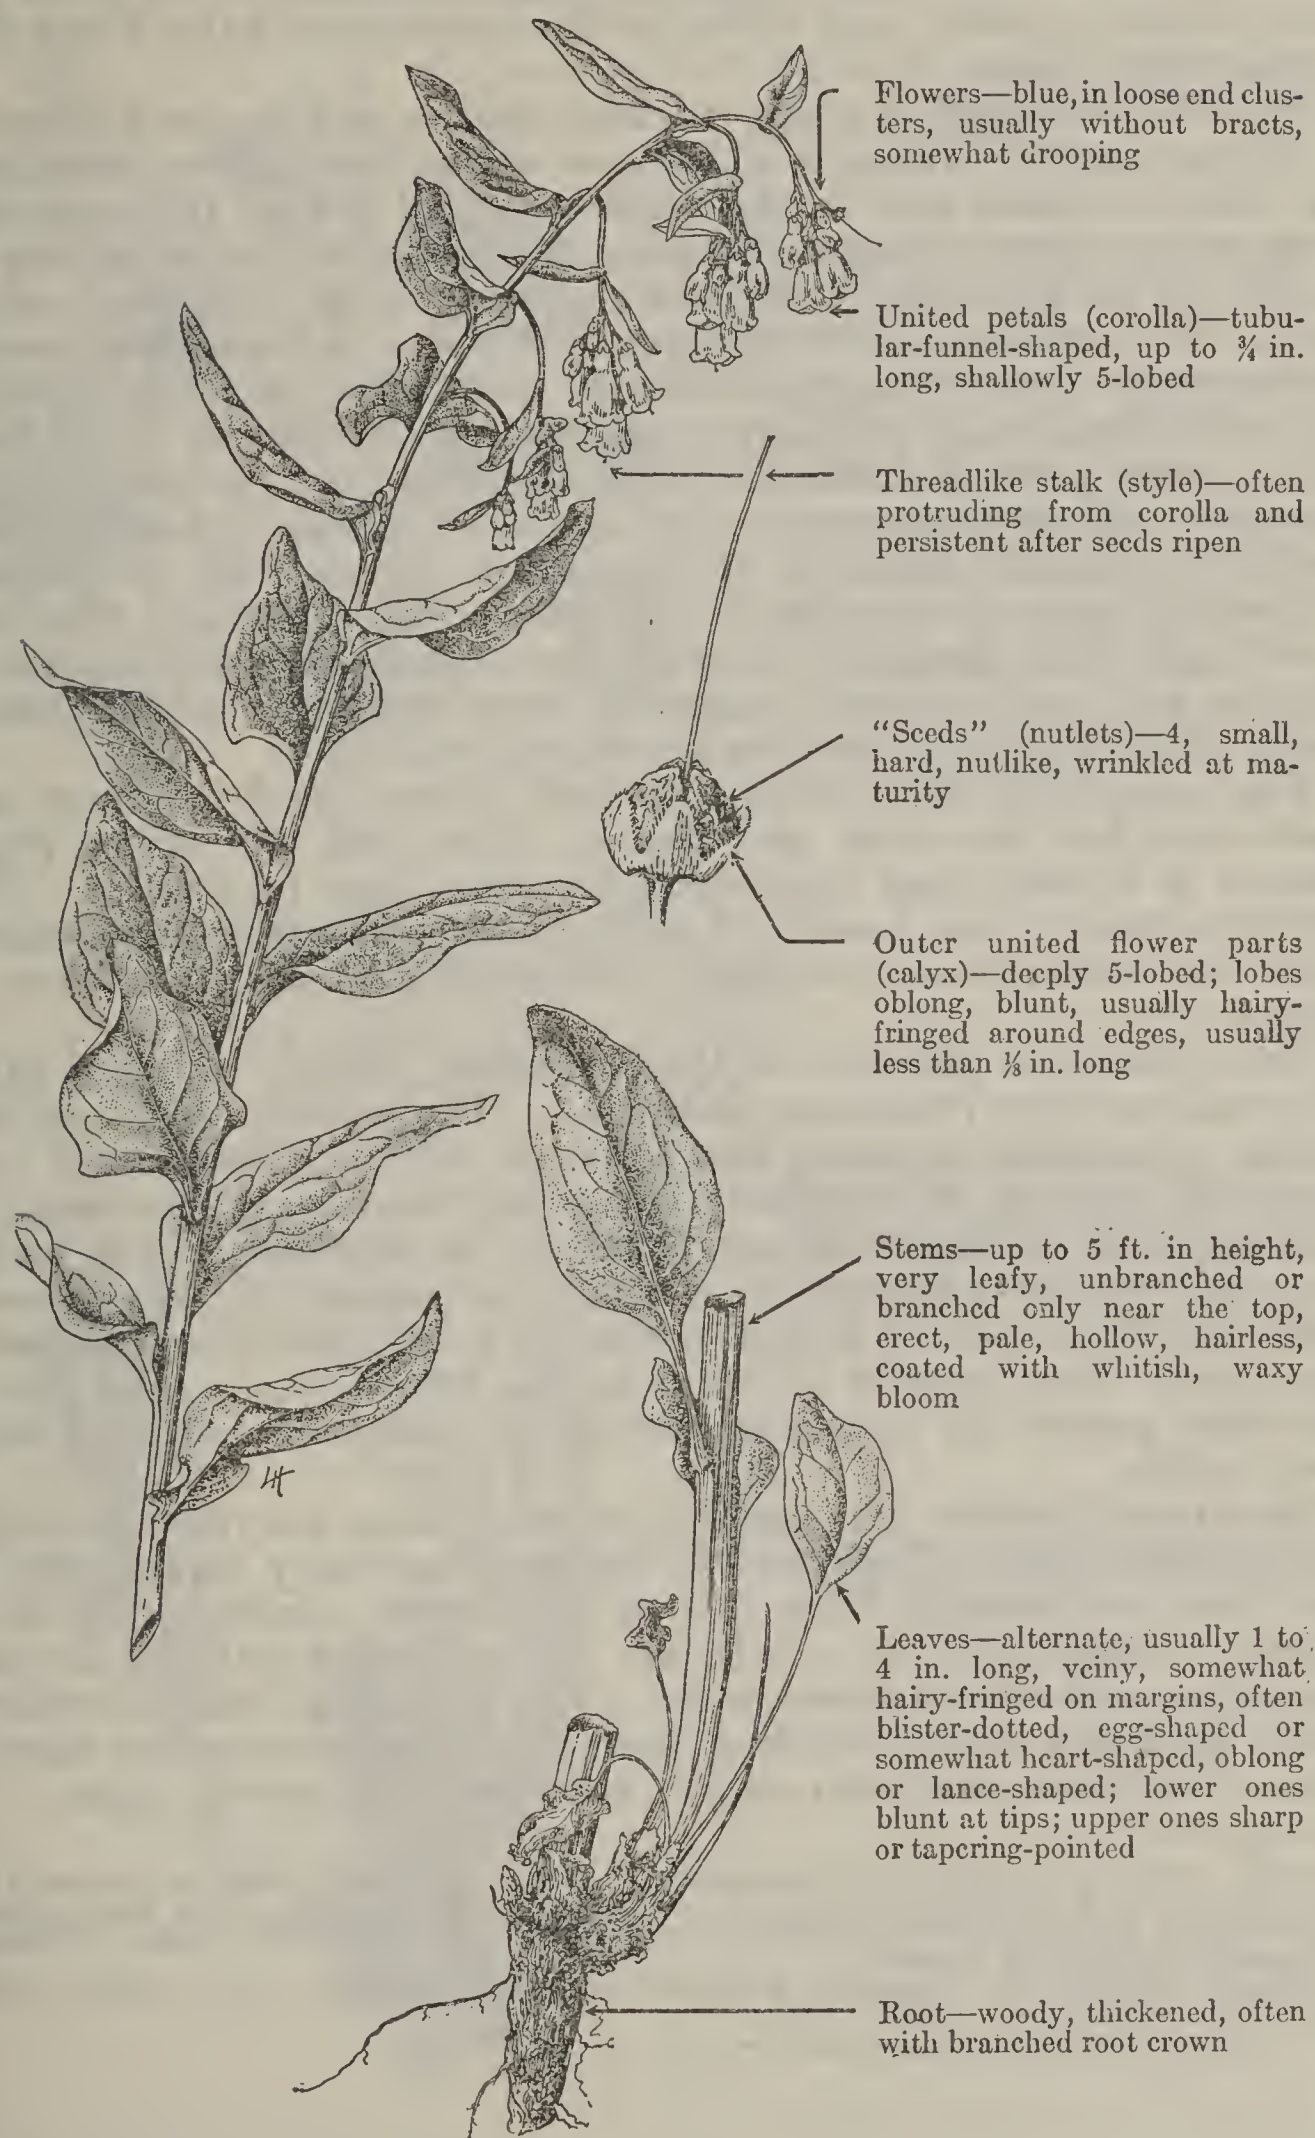 Flowers—blue, in loose end clus-
ters, usually without bracts,
somewhat drooping
United petals (corolla)—tubu-
lar-funnel-shaped, up to ¾ in.
long, shallowly 5-lobed
Threadlike stalk (style)—often
protruding from corolla and
persistent after seeds ripen
“Seeds” (nutlets)—4, small,
hard, nutlike, wrinkled at ma-
turity
Outer united flower parts
(calyx)—deeply 5-lobed; lobes
oblong, blunt, usually hairy-
fringed around edges, usually
less than ⅛ in. long
Stems—up to 5 ft. in height,
very leafy, unbranched or
branched only near the top,
erect, pale, hollow, hairless,
coated with whitish, waxy
bloom
LH
Leaves—alternate, usually 1 to
4 in. long, veiny, somewhat
hairy-fringed on margins, often
blister-dotted, egg-shaped or
somewhat heart-shaped, oblong
or lance-shaped; lower ones
blunt at tips; upper ones sharp
or tapering-pointed
Root—woody, thickened, often
with branched root crown